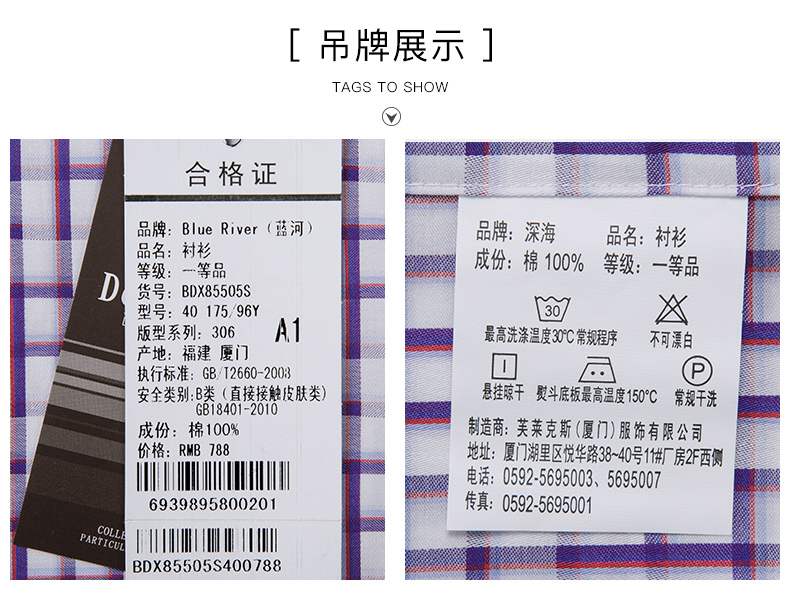 [ 吊牌展示 ]
TAGS TO SHOW
合格证
品牌: Blue River (蓝河)
品名: 衬衫
等级: 一等品
货号: BDX85505S
型号: 40 175/96Y
版型系列: 306
A1
产地: 福建 厦门
执行标准: GB/T2660-2008
安全类别: B类 (直接接触皮肤类)
GB18401-2010
成份: 棉100%
价格: RMB 788
6939895800201
BDX85505S400788
COLLE
PARTICUL
品牌: 深海 品名: 衬衫
成份: 棉 100% 等级: 一等品
30
最高洗涤温度30℃常规程序 不可漂白
P
悬挂晾干 熨斗底板最高温度150℃ 常规干洗
制造商: 芙莱克斯(厦门)服饰有限公司
地址: 厦门湖里区悦华路38~40号11#厂房2F西侧
电话: 0592-5695003、5695007
传真: 0592-5695001